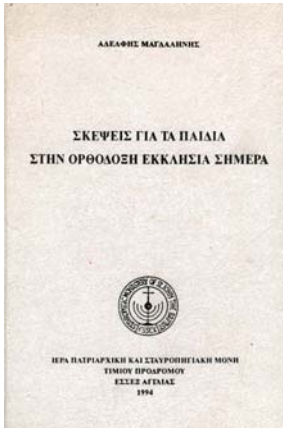 ΑΔΕΛΦΗΣ ΜΑΓΔΑΛΗΝΗΣ
ΣΚΕΨΕΙΣ ΓΙΑ ΤΑ ΠΑΙΔΙΑ
ΣΤΗΝ ΟΡΘΟΔΟΞΗ ΕΚΚΛΗΣΙΑ ΣΗΜΕΡΑ
ΙΕΡΑ ΠΑΤΡΙΑΡΧΙΚΗ ΚΑΙ ΣΤΑΥΡΟΠΗΓΙΑΚΗ ΜΟΝΗ
ΤΙΜΙΟΥ ΠΡΟΔΡΟΜΟΥ
ΕΣΣΕΞ ΑΓΓΛΙΑΣ
1994